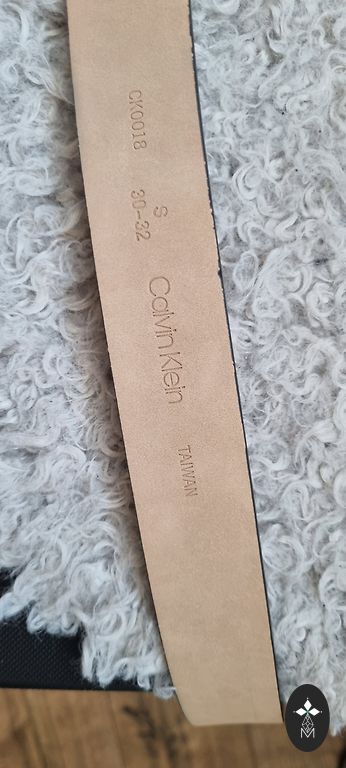 CK0018
S
30-32
Calvin Klein
TAIWAN
M